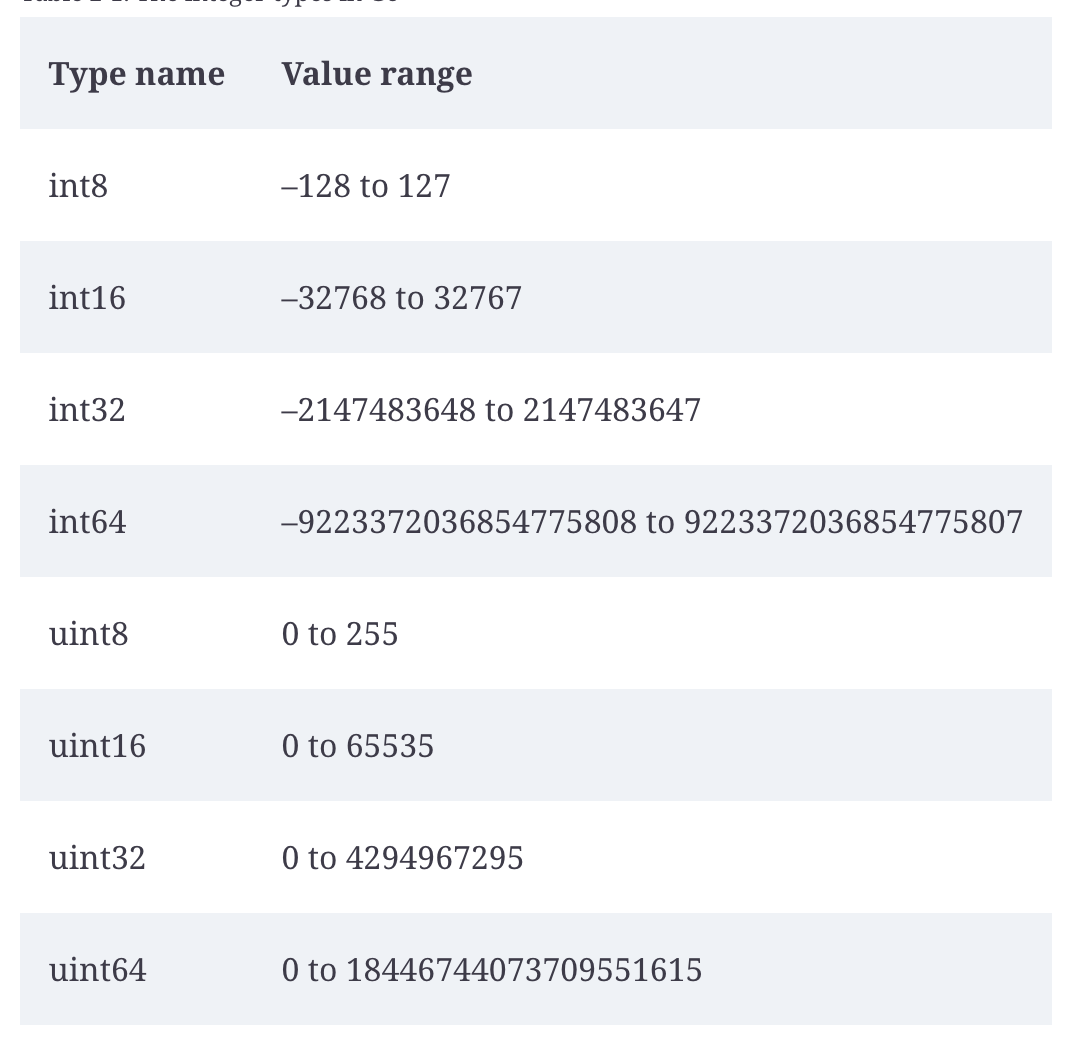 Type name Value range
int8 –128 to 127
int16 –32768 to 32767
int32 –2147483648 to 2147483647
int64 –9223372036854775808 to 9223372036854775807
uint8 0 to 255
uint16 0 to 65535
uint32 0 to 4294967295
uint64 0 to 18446744073709551615